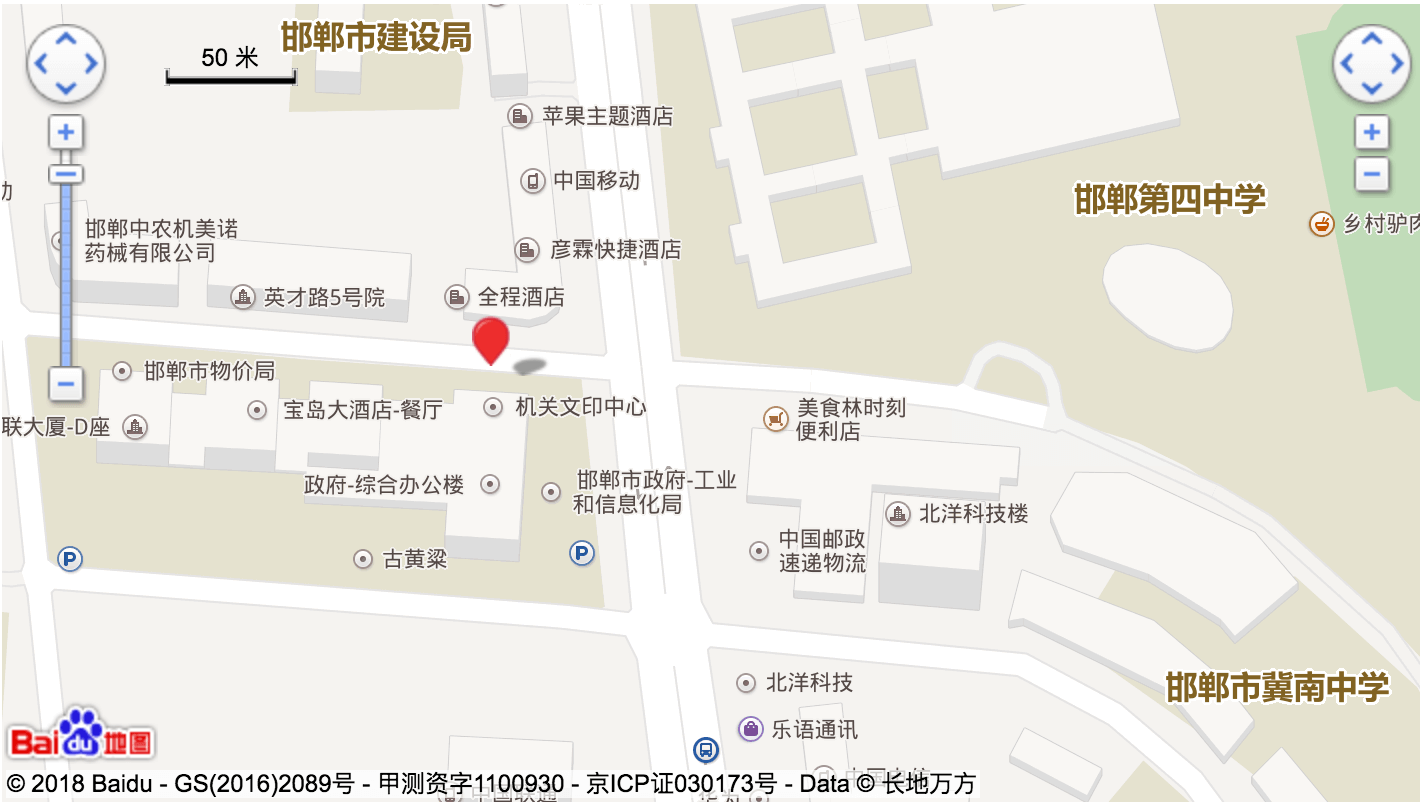 邯郸市建设局
50 米
苹果主题酒店
中国移动
邯郸第四中学
邯郸中农机美诺
药械有限公司
彦霖快捷酒店
英才路5号院
全程酒店
邯郸市物价局
宝岛大酒店-餐厅
机关文印中心
美食林时刻
便利店
联大厦-D座
政府-综合办公楼
邯郸市政府-工业
和信息化局
北洋科技楼
P
古黄粱
P
中国邮政
速递物流
北洋科技
邯郸市冀南中学
乐语通讯
Bai du 地图
© 2018 Baidu - GS(2016)2089号 - 甲测资字1100930 - 京ICP证030173号 - Data © 长地万方